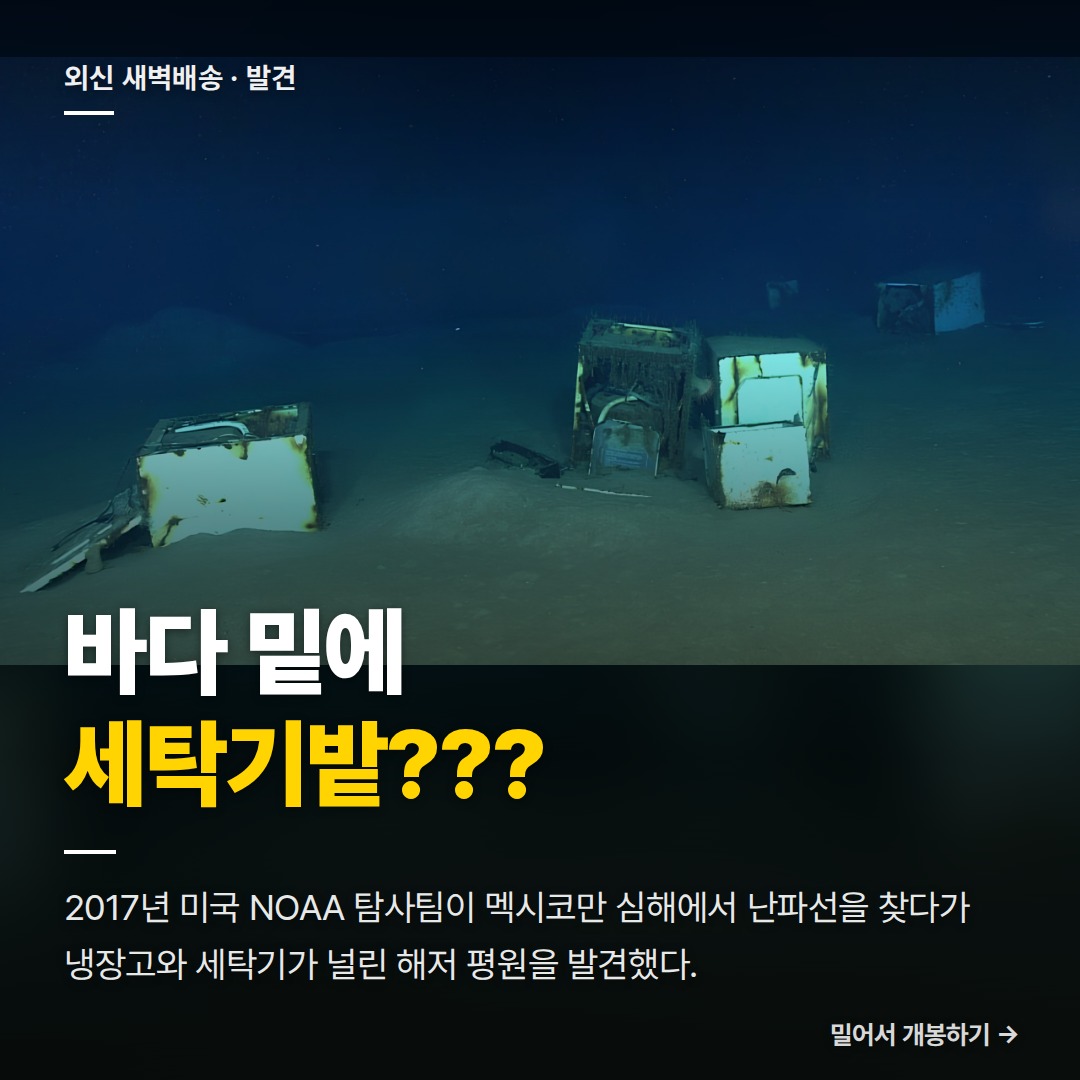 외신 새벽배송 · 발견
바다 밑에
세탁기밭???
2017년 미국 NOAA 탐사팀이 멕시코만 심해에서 난파선을 찾다가
냉장고와 세탁기가 널린 해저 평원을 발견했다.
밀어서 개봉하기 →